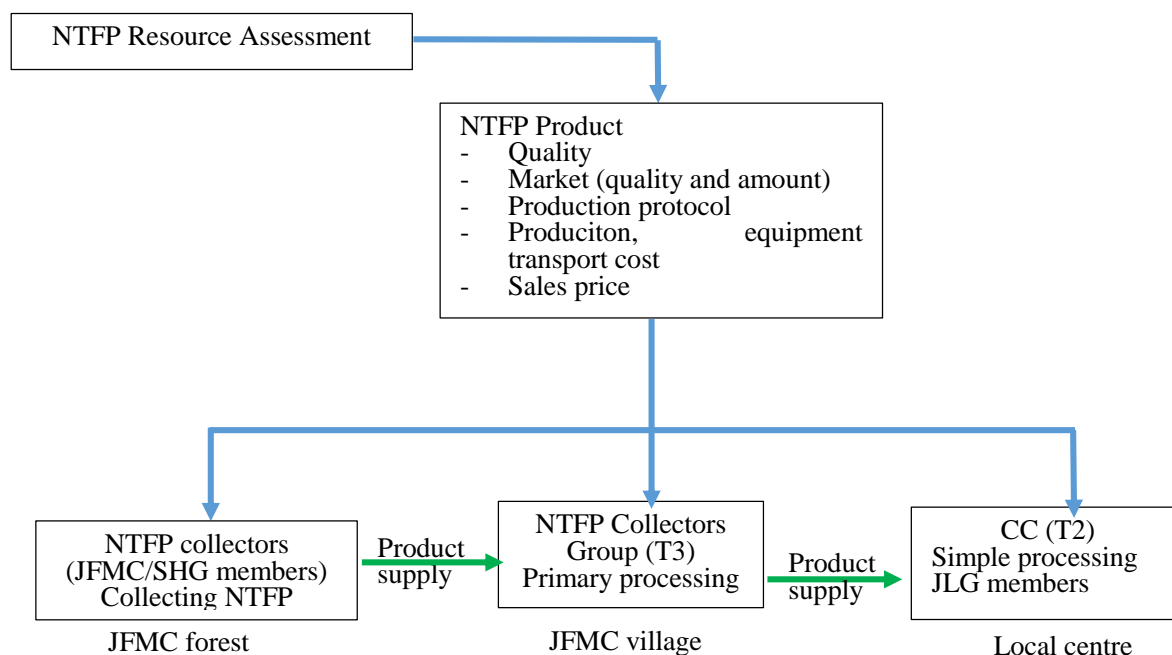 NTFP Resource Assessment
NTFP Product
- Quality
- Market (quality and amount)
- Production protocol
- Produciton, equipment
transport cost
- Sales price
NTFP collectors
(JFMC/SHG members)
Collecting NTFP
Product
supply
NTFP Collectors
Group (T3)
Primary processing
Product
supply
CC (T2)
Simple processing
JLG members
JFMC forest
JFMC village
Local centre